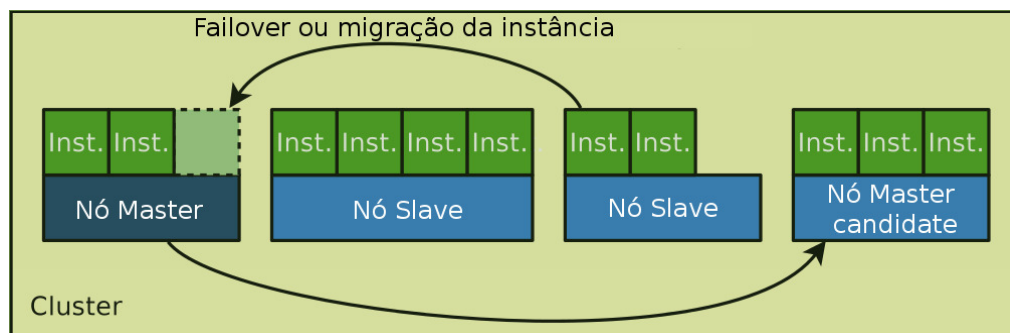 Failover ou migração da instância
Inst. Inst.
Inst. Inst. Inst. Inst.
Inst. Inst.
Inst. Inst. Inst.
Nó Master
Nó Slave
Nó Slave
Nó Master
candidate
Cluster